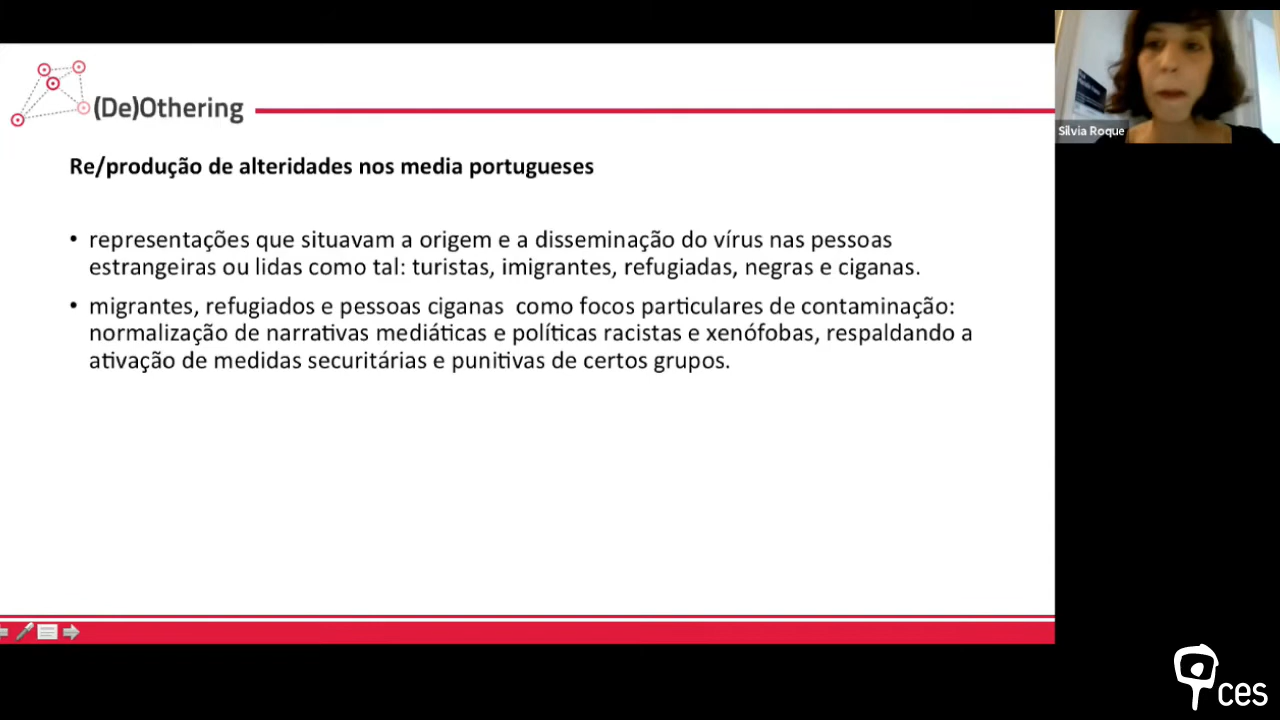 (De)Othering
Sílvia Roque
Re/produção de alteridades nos media portugueses
• representações que situavam a origem e a disseminação do vírus nas pessoas
estrangeiras ou lidas como tal: turistas, imigrantes, refugiadas, negras e ciganas.
• migrantes, refugiados e pessoas ciganas como focos particulares de contaminação:
normalização de narrativas mediáticas e políticas racistas e xenófobas, respaldando a
ativação de medidas securitárias e punitivas de certos grupos.
ces